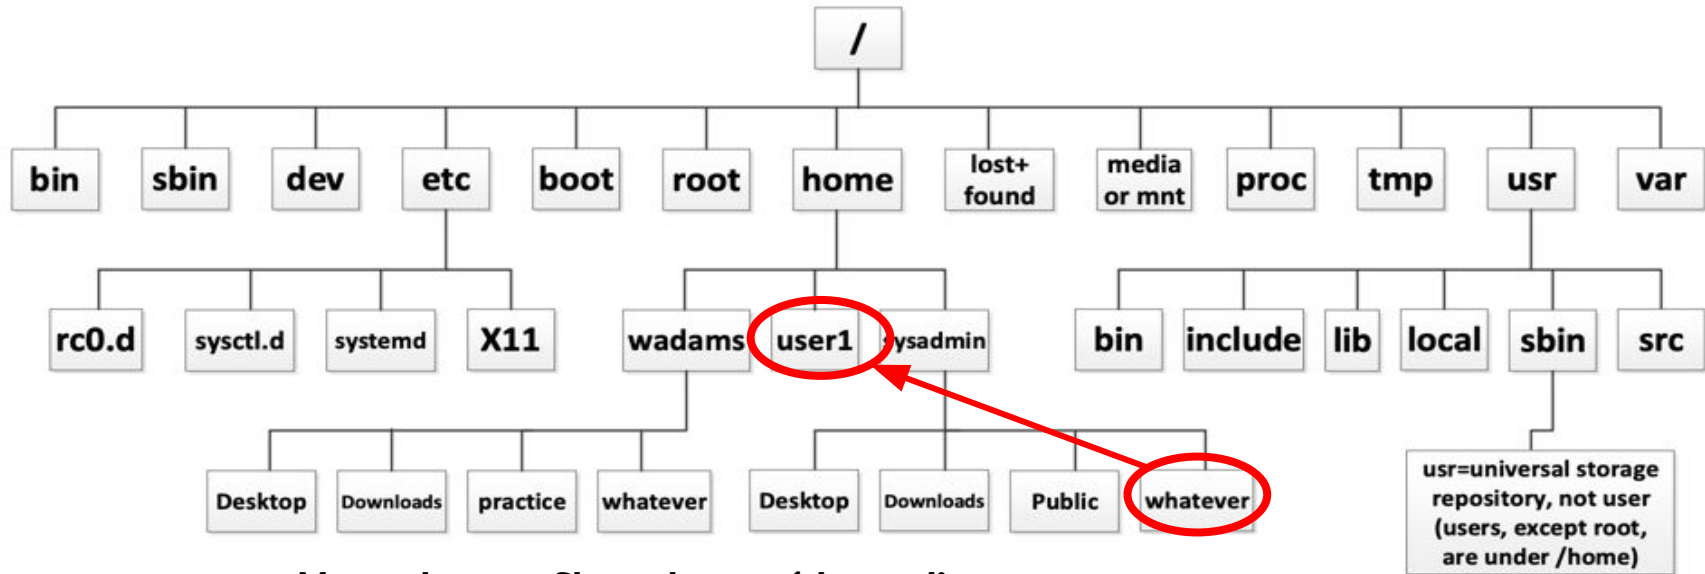 /
bin
sbin
dev
etc
boot
root
home
lost+
found
media
or mnt
proc
tmp
usr
var
rc0.d
sysctl.d
systemd
X11
wadams
user1
sysadmin
bin
include
lib
local
sbin
src
Desktop
Downloads
practice
whatever
Desktop
Downloads
Public
whatever
usr=universal storage
repository, not user
(users, except root,
are under /home)